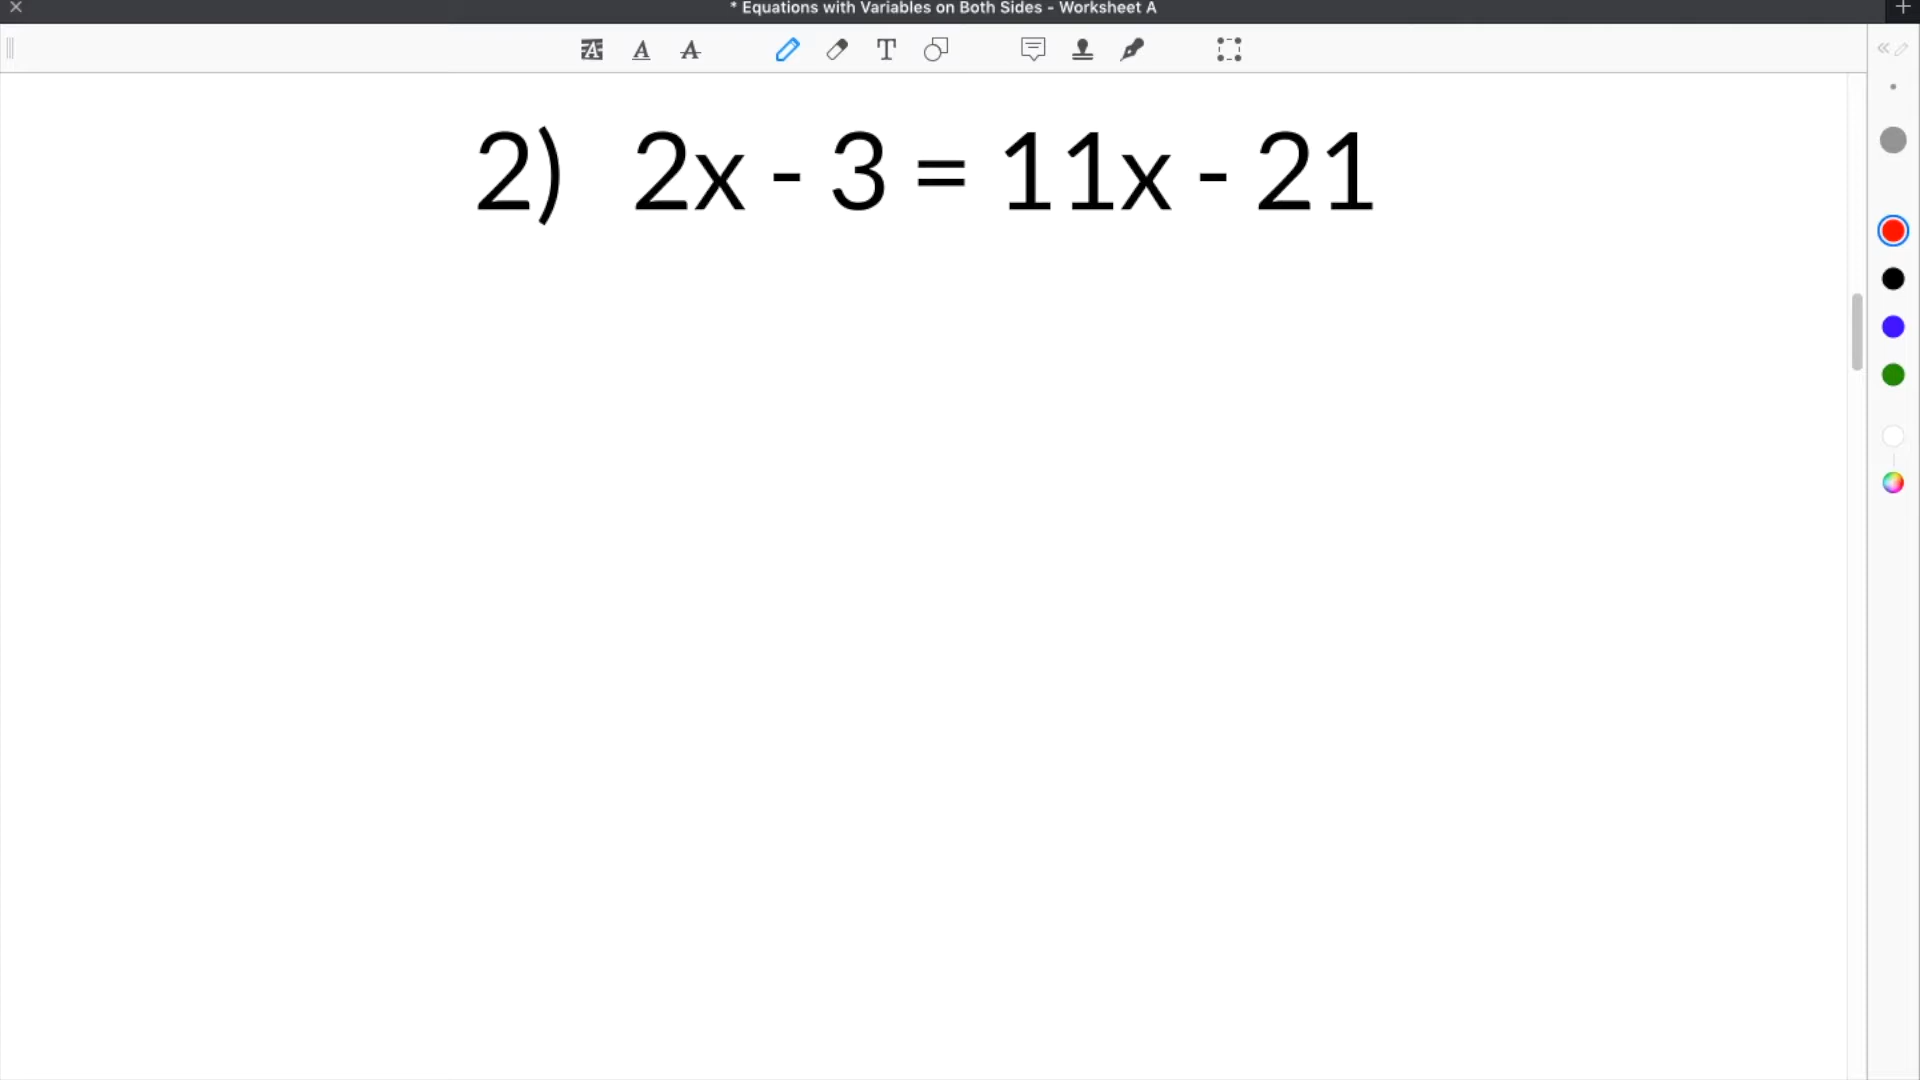 * Equations with Variables on Both Sides - Worksheet A
2) 2x - 3 = 11x - 21